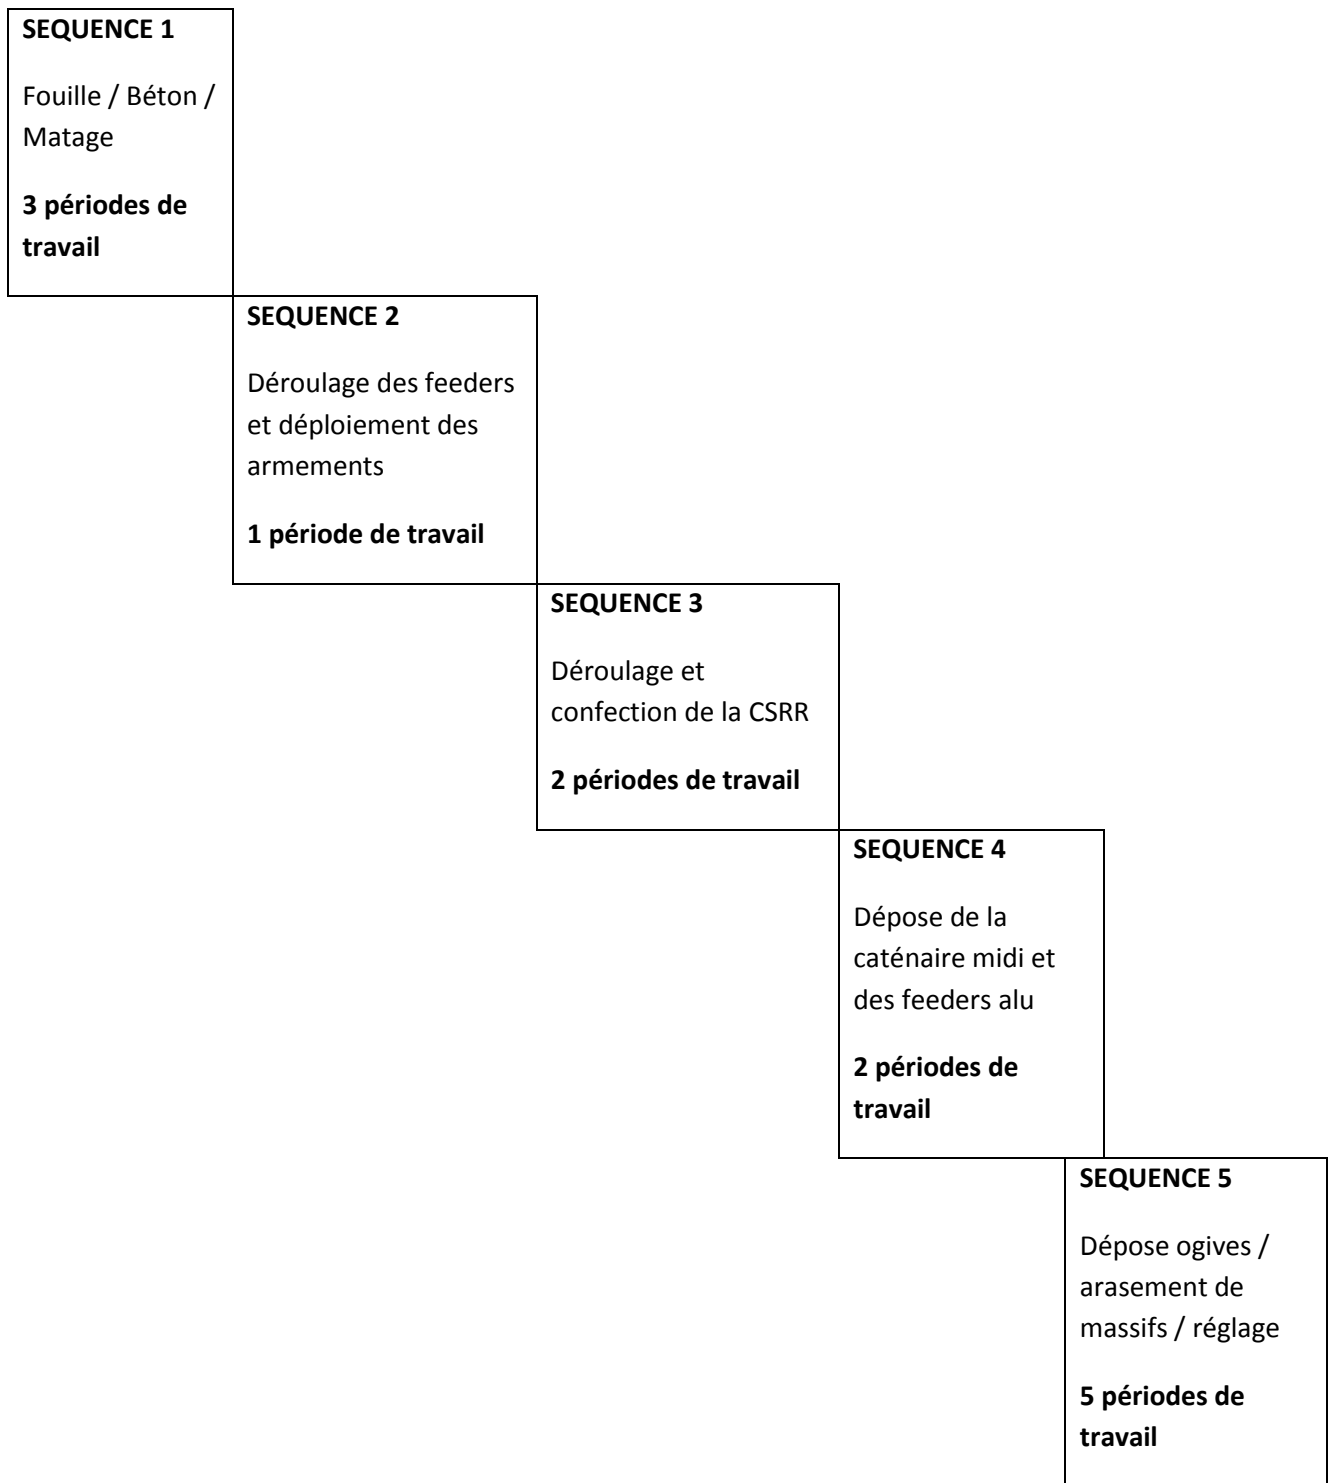 SEQUENCE 1
Fouille / Béton /
Matage
3 périodes de
travail
SEQUENCE 2
Déroulage des feeders
et déploiement des
armements
1 période de travail
SEQUENCE 3
Déroulage et
confection de la CSRR
2 périodes de travail
SEQUENCE 4
Dépose de la
caténaire midi et
des feeders alu
2 périodes de
travail
SEQUENCE 5
Dépose ogives /
arasement de
massifs / réglage
5 périodes de
travail